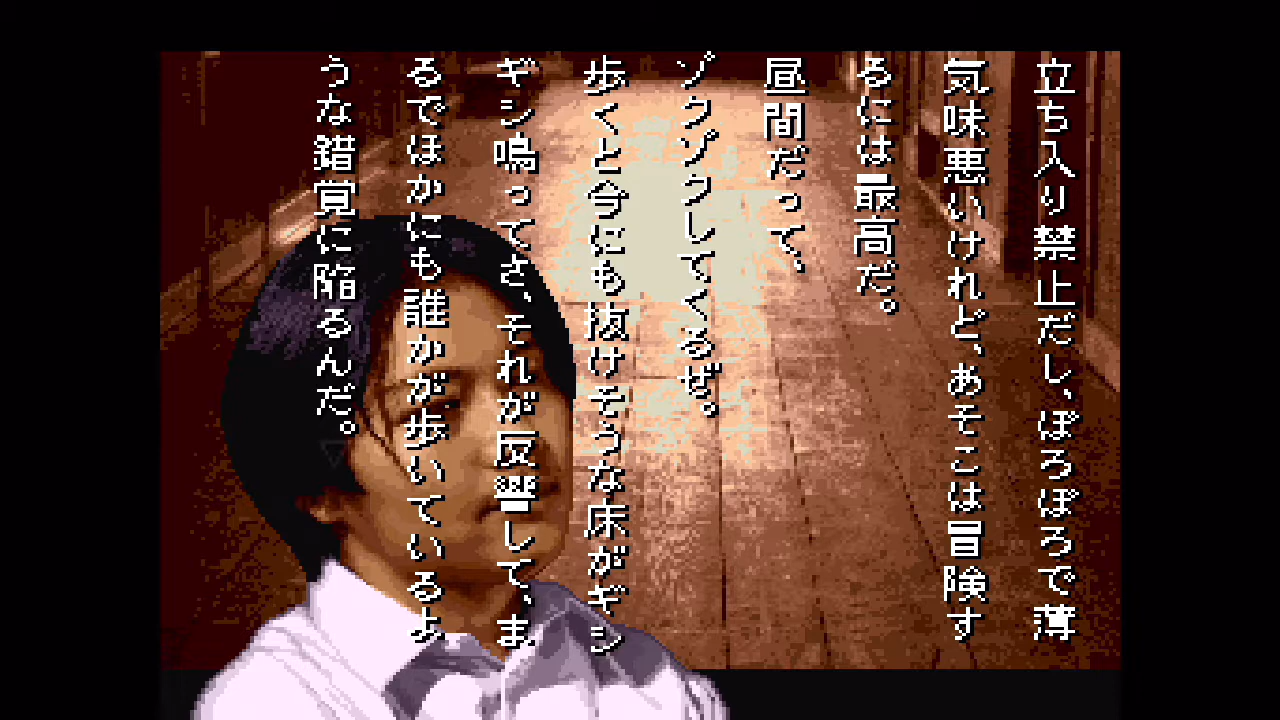 立ち入り禁止だし、ぼろぼろで薄
気味悪いけれど、あそこは冒険す
るには最高だ。
昼間だって、
ゾクゾクしてくるぜ。
歩くと今にも抜けそうな床がギシ
ギシ鳴ってさ、それが反響して、ま
るでほかにも誰かが歩いているよ
うな錯覚に陥るんだ。